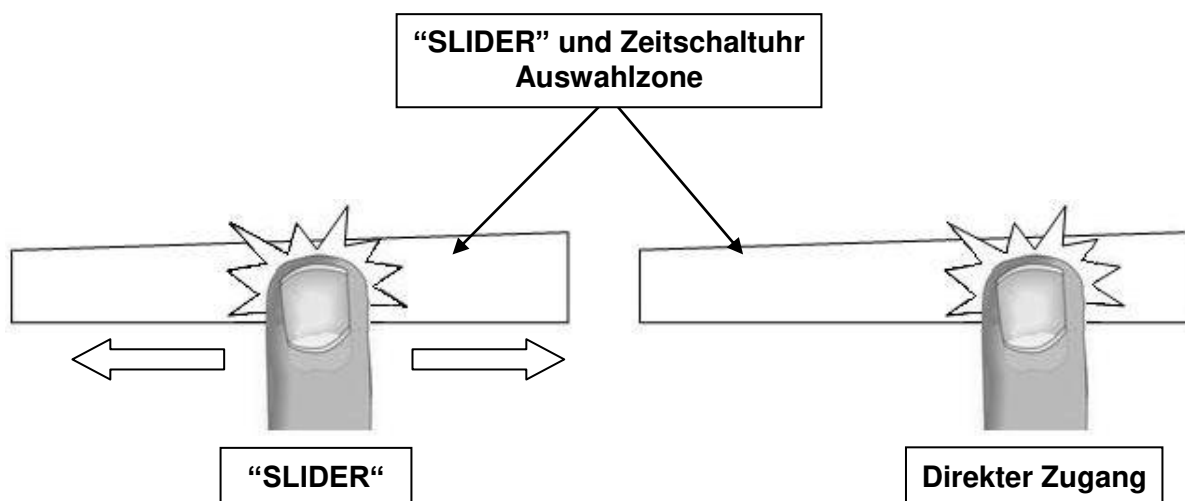 “SLIDER” und Zeitschaltuhr
Auswahlzone
“SLIDER“
Direkter Zugang